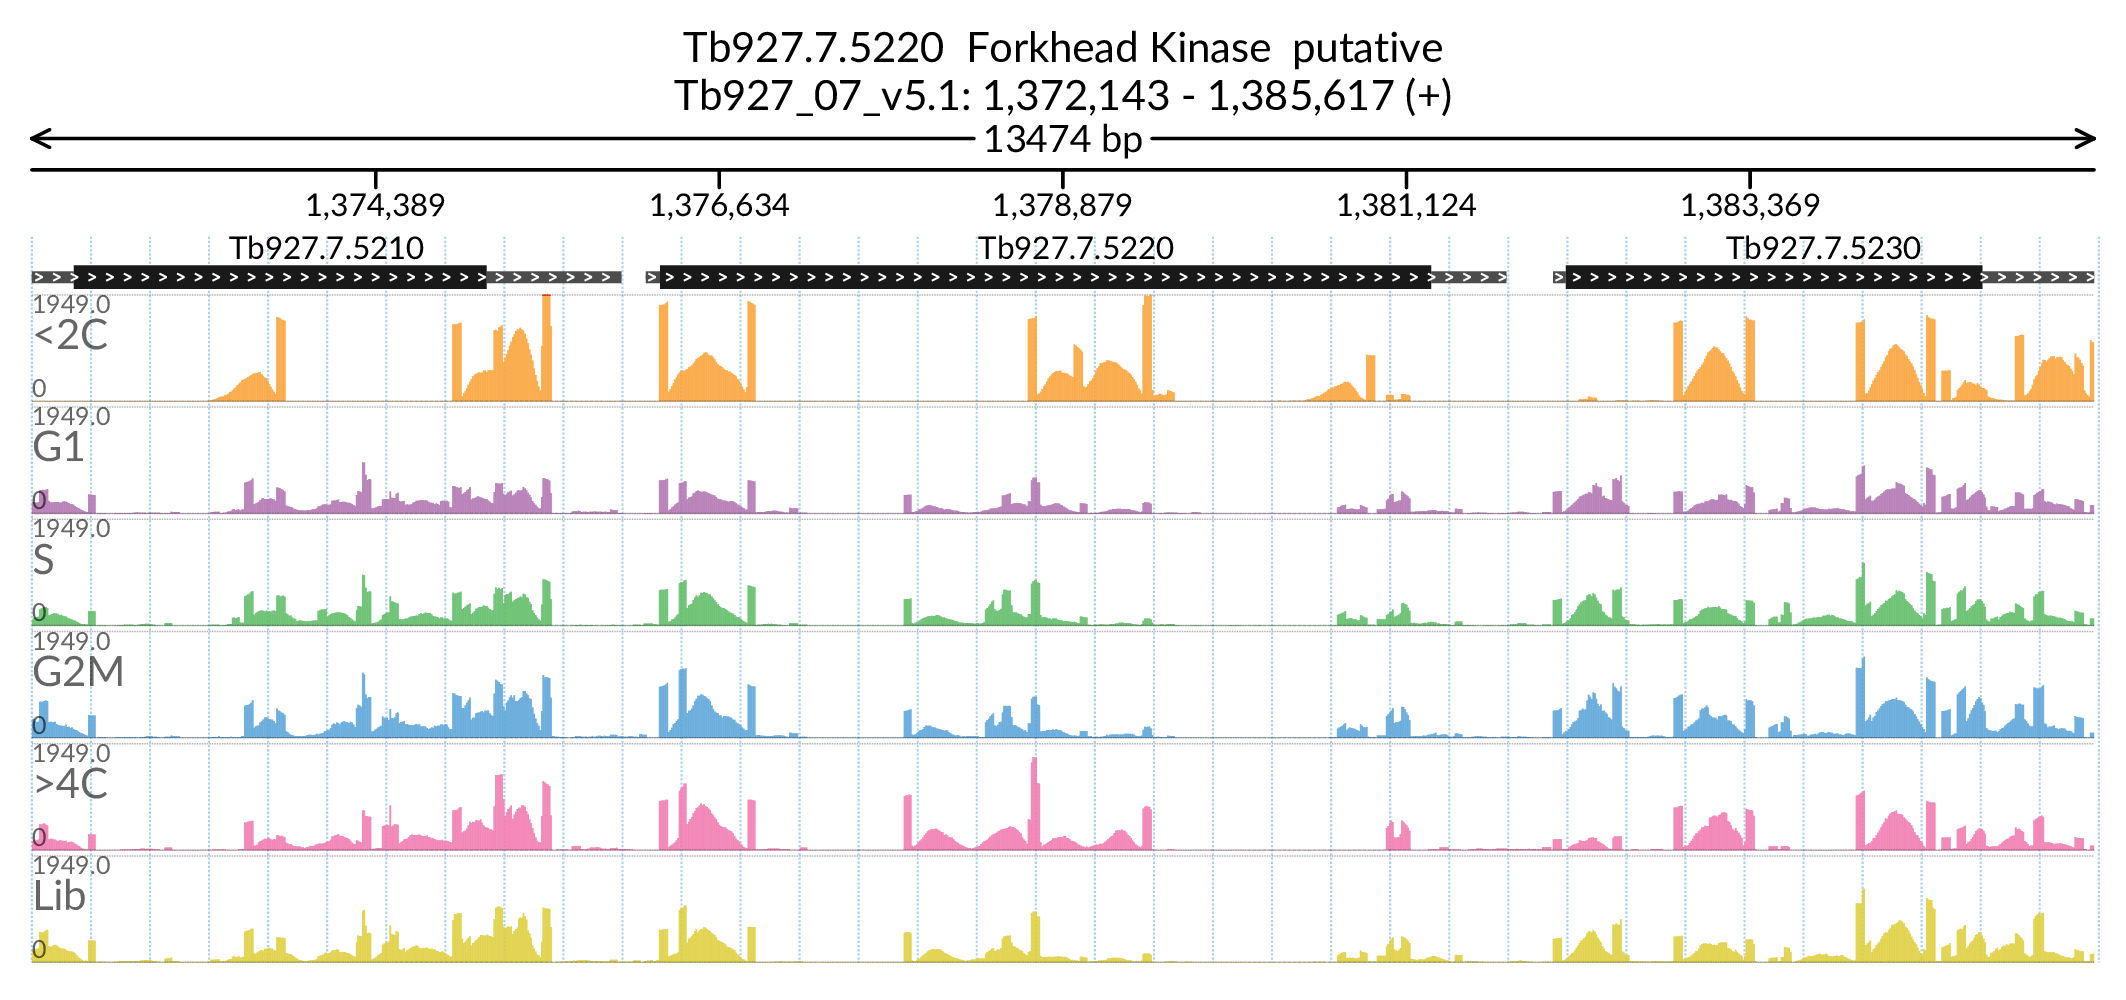 Tb927.7.5220 Forkhead Kinase putative
Tb927_07_v5.1: 1,372,143 - 1,385,617 (+)
13474 bp
1,374,389 1,376,634 1,378,879 1,381,124 1,383,369
Tb927.7.5210 Tb927.7.5220 Tb927.7.5230
1949.0
<2C
0
1949.0
G1
0
1949.0
S
0
1949.0
G2M
0
1949.0
>4C
0
1949.0
Lib
0